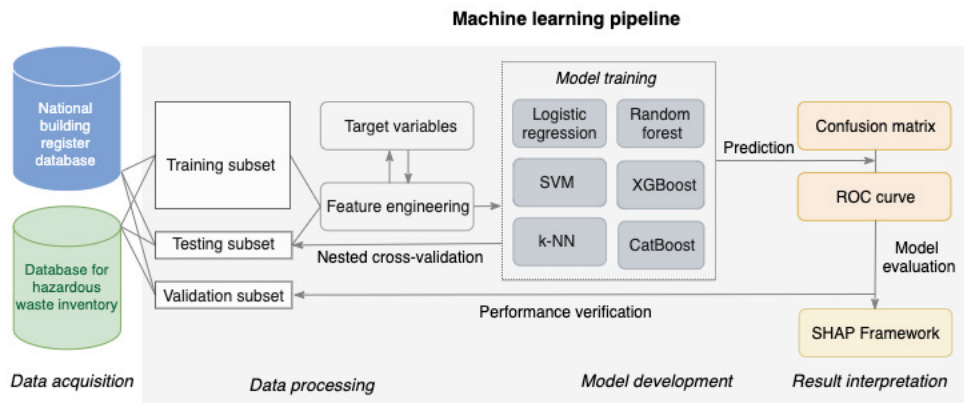 Machine learning pipeline
National
building
register
database
Database for
hazardous
waste inventory
Data acquisition
Training subset
Testing subset
Validation subset
Target variables
Feature engineering
Nested cross-validation
Performance verification
Data processing
Model training
Logistic
regression
Random
forest
SVM
XGBoost
k-NN
CatBoost
Model development
Prediction
Confusion matrix
ROC curve
Model
evaluation
SHAP Framework
Result interpretation